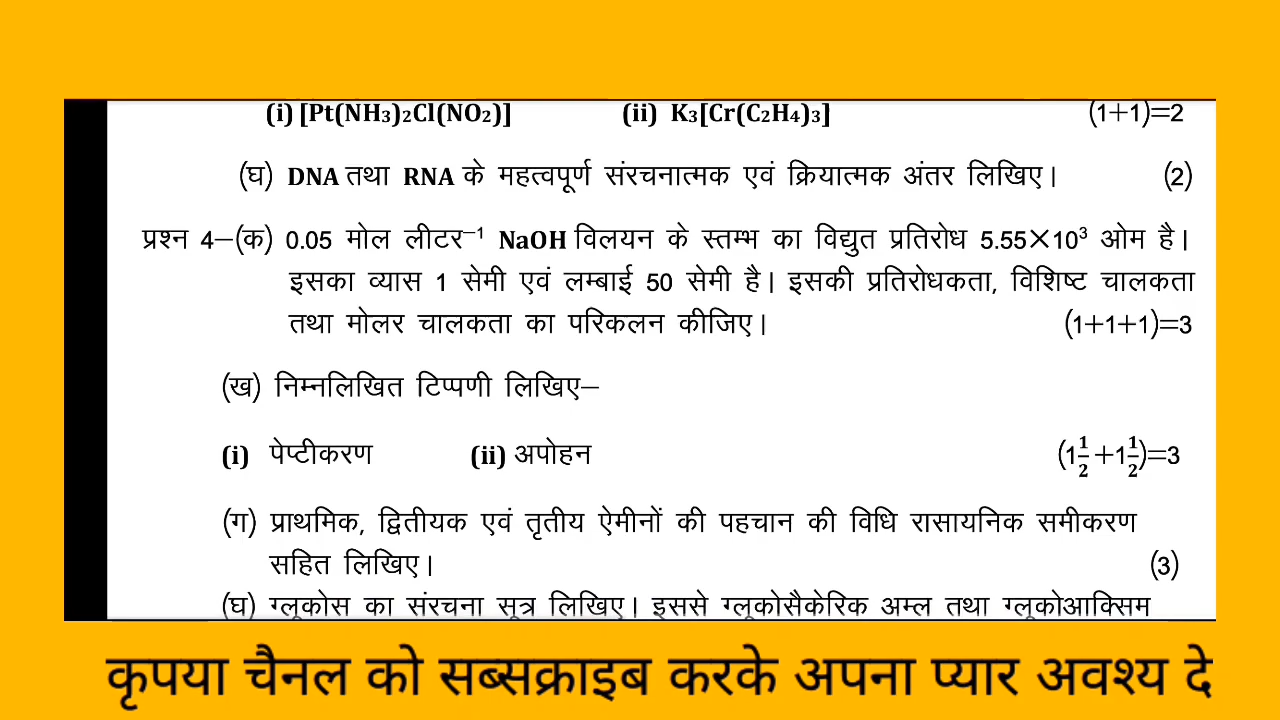 (i) [Pt(NH₃)₂Cl(NO₂)] (ii) K₃[Cr(C₂H₄)₃] (1+1)=2
(घ) DNA तथा RNA के महत्वपूर्ण संरचनात्मक एवं क्रियात्मक अंतर लिखिए। (2)
प्रश्न 4–(क) 0.05 मोल लीटर⁻¹ NaOH विलयन के स्तम्भ का विद्युत प्रतिरोध 5.55×10³ ओम है।
इसका व्यास 1 सेमी एवं लम्बाई 50 सेमी है। इसकी प्रतिरोधकता, विशिष्ट चालकता
तथा मोलर चालकता का परिकलन कीजिए। (1+1+1)=3
(ख) निम्नलिखित टिप्पणी लिखिए–
(i) पेप्टीकरण (ii) अपोहन (1½+1½)=3
(ग) प्राथमिक, द्वितीयक एवं तृतीय ऐमीनों की पहचान की विधि रासायनिक समीकरण
सहित लिखिए। (3)
(घ) ग्लूकोस का संरचना सूत्र लिखिए। इससे ग्लूकोसैकेरिक अम्ल तथा ग्लूकोआक्सिम
कृपया चैनल को सब्सक्राइब करके अपना प्यार अवश्य दे